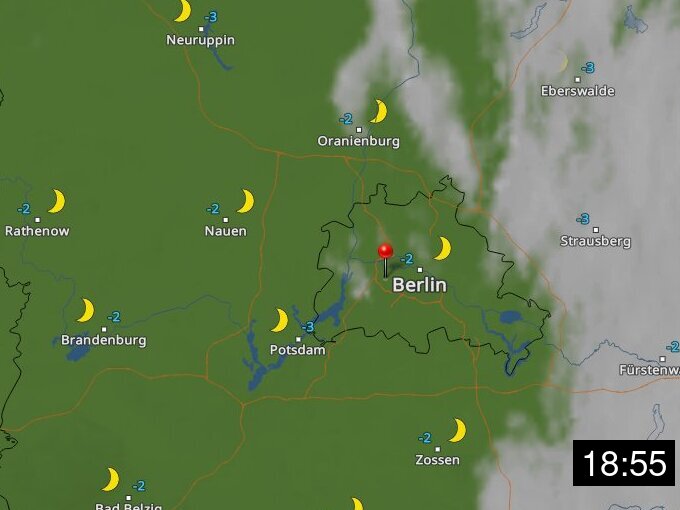 -3
Neuruppin
-3
Eberswalde
-2
Oranienburg
-2
Rathenow
-2
Nauen
-3
Strausberg
-2
Berlin
-2
Brandenburg
-3
Potsdam
-2
Fürstenwa
-2
Zossen
18:55
-2
Bad Belzig